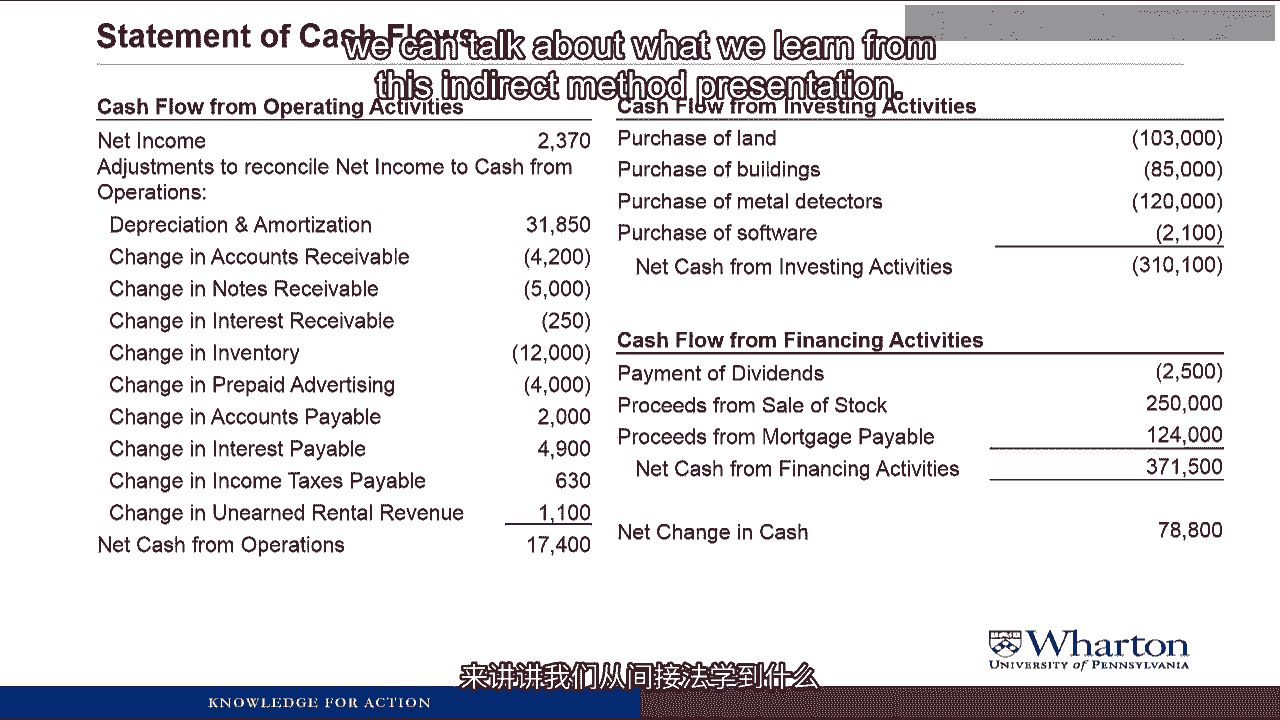 Statement of Cash Flows
we can talk about what we learn from
this indirect method presentation.
Cash Flow from Operating Activities
Net Income 2,370
Adjustments to reconcile Net Income to Cash from
Operations:
Depreciation & Amortization 31,850
Change in Accounts Receivable (4,200)
Change in Notes Receivable (5,000)
Change in Interest Receivable (250)
Change in Inventory (12,000)
Change in Prepaid Advertising (4,000)
Change in Accounts Payable 2,000
Change in Interest Payable 4,900
Change in Income Taxes Payable 630
Change in Unearned Rental Revenue 1,100
Net Cash from Operations 17,400
Cash Flow from Investing Activities
Purchase of land (103,000)
Purchase of buildings (85,000)
Purchase of metal detectors (120,000)
Purchase of software (2,100)
Net Cash from Investing Activities (310,100)
Cash Flow from Financing Activities
Payment of Dividends (2,500)
Proceeds from Sale of Stock 250,000
Proceeds from Mortgage Payable 124,000
Net Cash from Financing Activities 371,500
Net Change in Cash 78,800
Wharton
UNIVERSITY of PENNSYLVANIA
来讲讲我们从间接法学到什么
KNOWLEDGE FOR ACTION